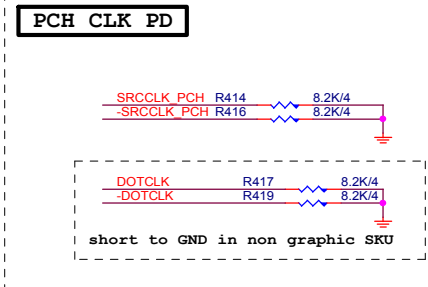 PCH CLK PD
SRCCLK_PCH R414 8.2K/4
-SRCCLK_PCH R416 8.2K/4
DOTCLK R417 8.2K/4
-DOTCLK R419 8.2K/4
short to GND in non graphic SKU